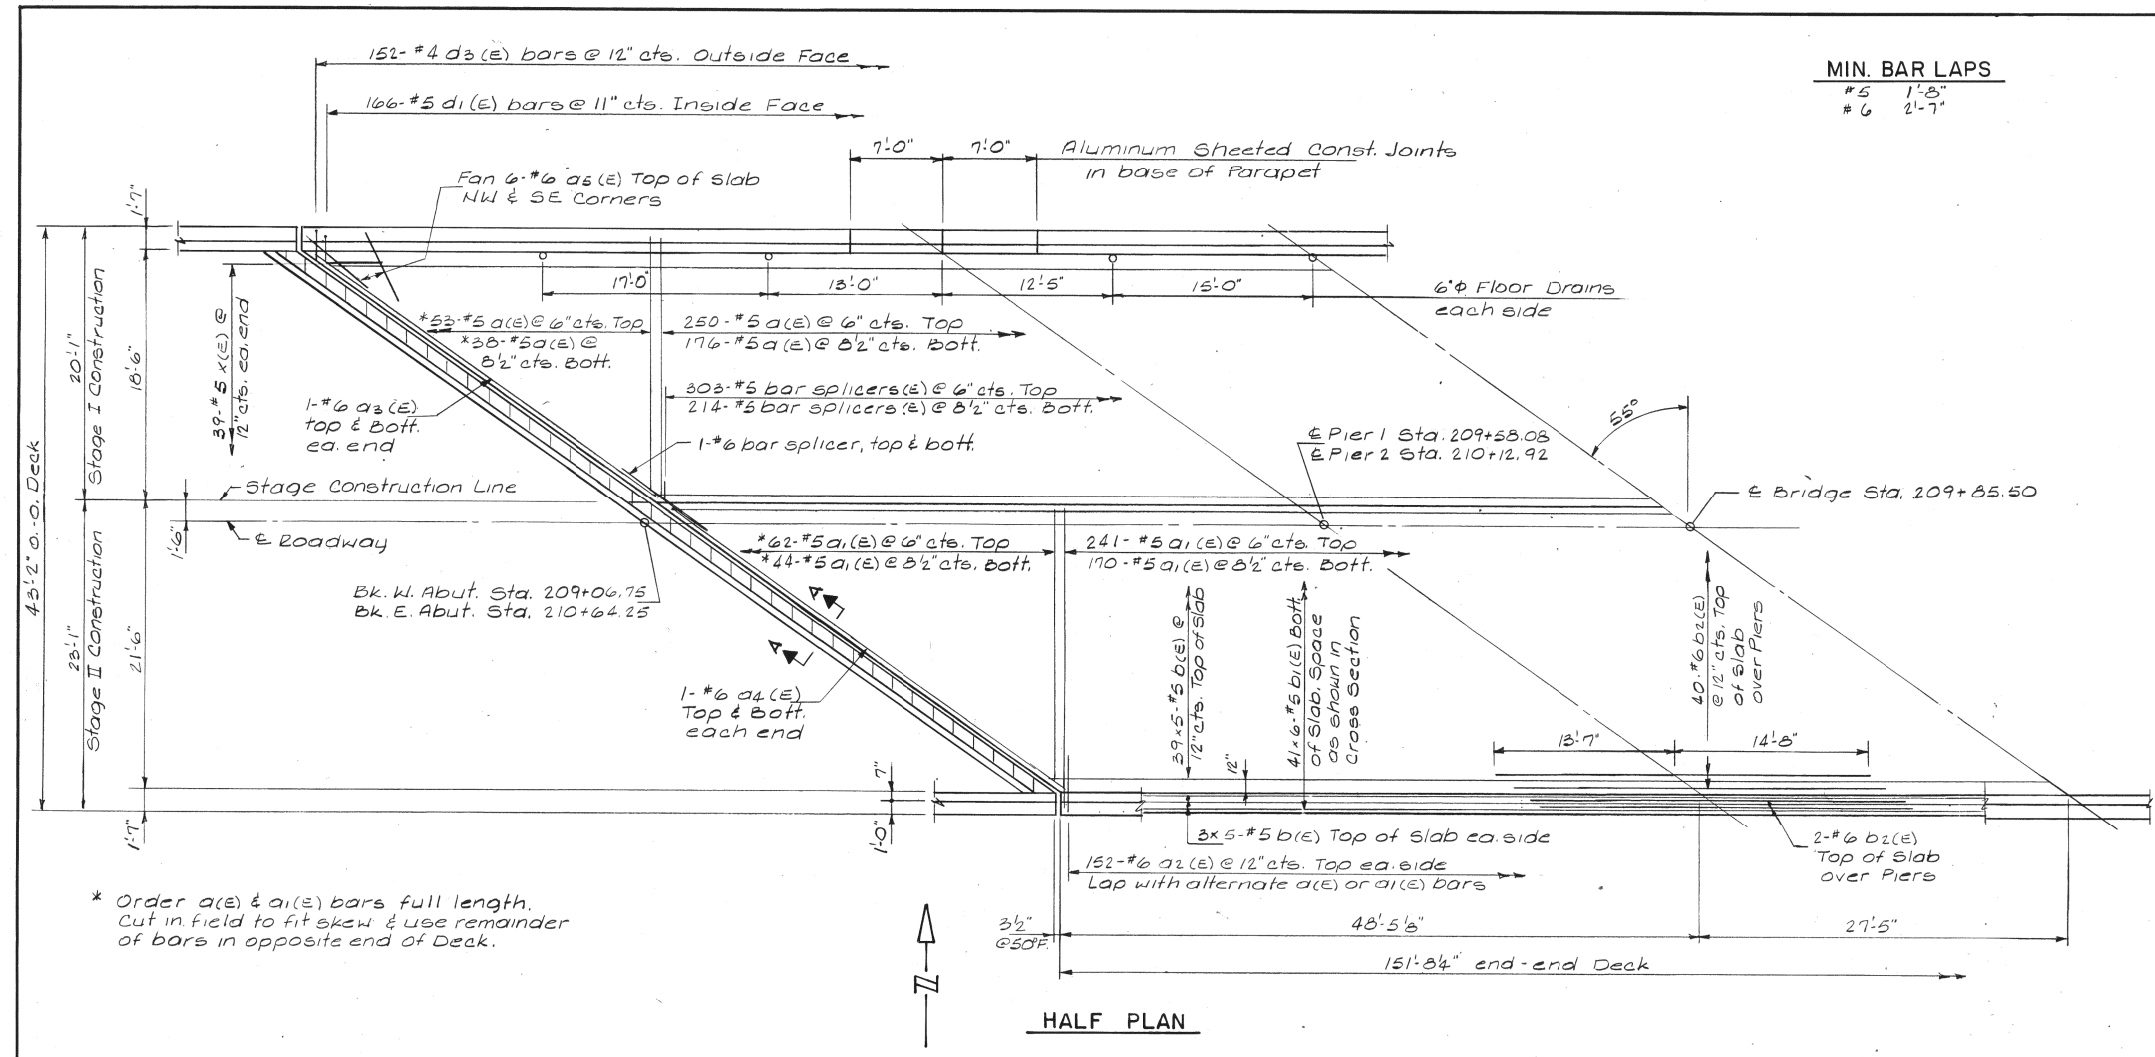 152-#4 d3(E) bars @ 12" cts. Outside Face
166-#5 d1(E) bars @ 11" cts. Inside Face
MIN. BAR LAPS
#5 1'-8"
#6 2'-7"
7'-0"
7'-0"
Aluminum Sheeted Const. Joints
in base of Parapet
Fan 6-#6 a5(E) Top of Slab
NW & SE Corners
1'-7"
17'-0"
13'-0"
12'-5"
15'-0"
6"Φ Floor Drains
each side
*53-#5 a(E) @ 6" cts. Top
*38-#5 a(E) @
8½" cts. Bott.
250-#5 a(E) @ 6" cts. Top
176-#5 a(E) @ 8½" cts. Bott.
39-#5 x(E) @
12" cts. ea. end
20'-1"
Stage I Construction
18'-6"
303-#5 bar splicers(E) @ 6" cts. Top
214-#5 bar splicers(E) @ 8½" cts. Bott.
1-#6 a3(E)
top & Bott.
ea. end
1-#6 bar splicer, top & bott.
55°
℄ Pier 1 Sta. 209+58.08
℄ Pier 2 Sta. 210+12.92
℄ Bridge Sta. 209+85.50
43'-2" o.-o. Deck
Stage Construction Line
1'-6"
℄ Roadway
*62-#5 a1(E) @ 6" cts. Top
*44-#5 a1(E) @ 8½" cts. Bott.
241-#5 a1(E) @ 6" cts. Top
170-#5 a1(E) @ 8½" cts. Bott.
Bk. W. Abut. Sta. 209+06.75
Bk. E. Abut. Sta. 210+64.25
A
A
23'-1"
Stage II Construction
21'-6"
39x5-#5 b(E) @
12" cts. Top of Slab
41x6-#5 b1(E) Bott.
of Slab. Space
as shown in
Cross Section
40-#6 b2(E)
@ 12" cts. Top
of Slab
over Piers
1-#6 a4(E)
Top & Bott.
each end
13'-7"
14'-8"
12"
7"
1'-7"
1'-0"
3x5-#5 b(E) Top of Slab ea. side
2-#6 b2(E)
Top of Slab
over Piers
152-#6 a2(E) @ 12" cts. Top ea. side
Lap with alternate a(E) or a1(E) bars
* Order a(E) & a1(E) bars full length.
Cut in field to fit skew & use remainder
of bars in opposite end of Deck.
3½"
@50°F.
48'-5⅛"
27'-5"
151'-8¼" end-end Deck
N
HALF PLAN